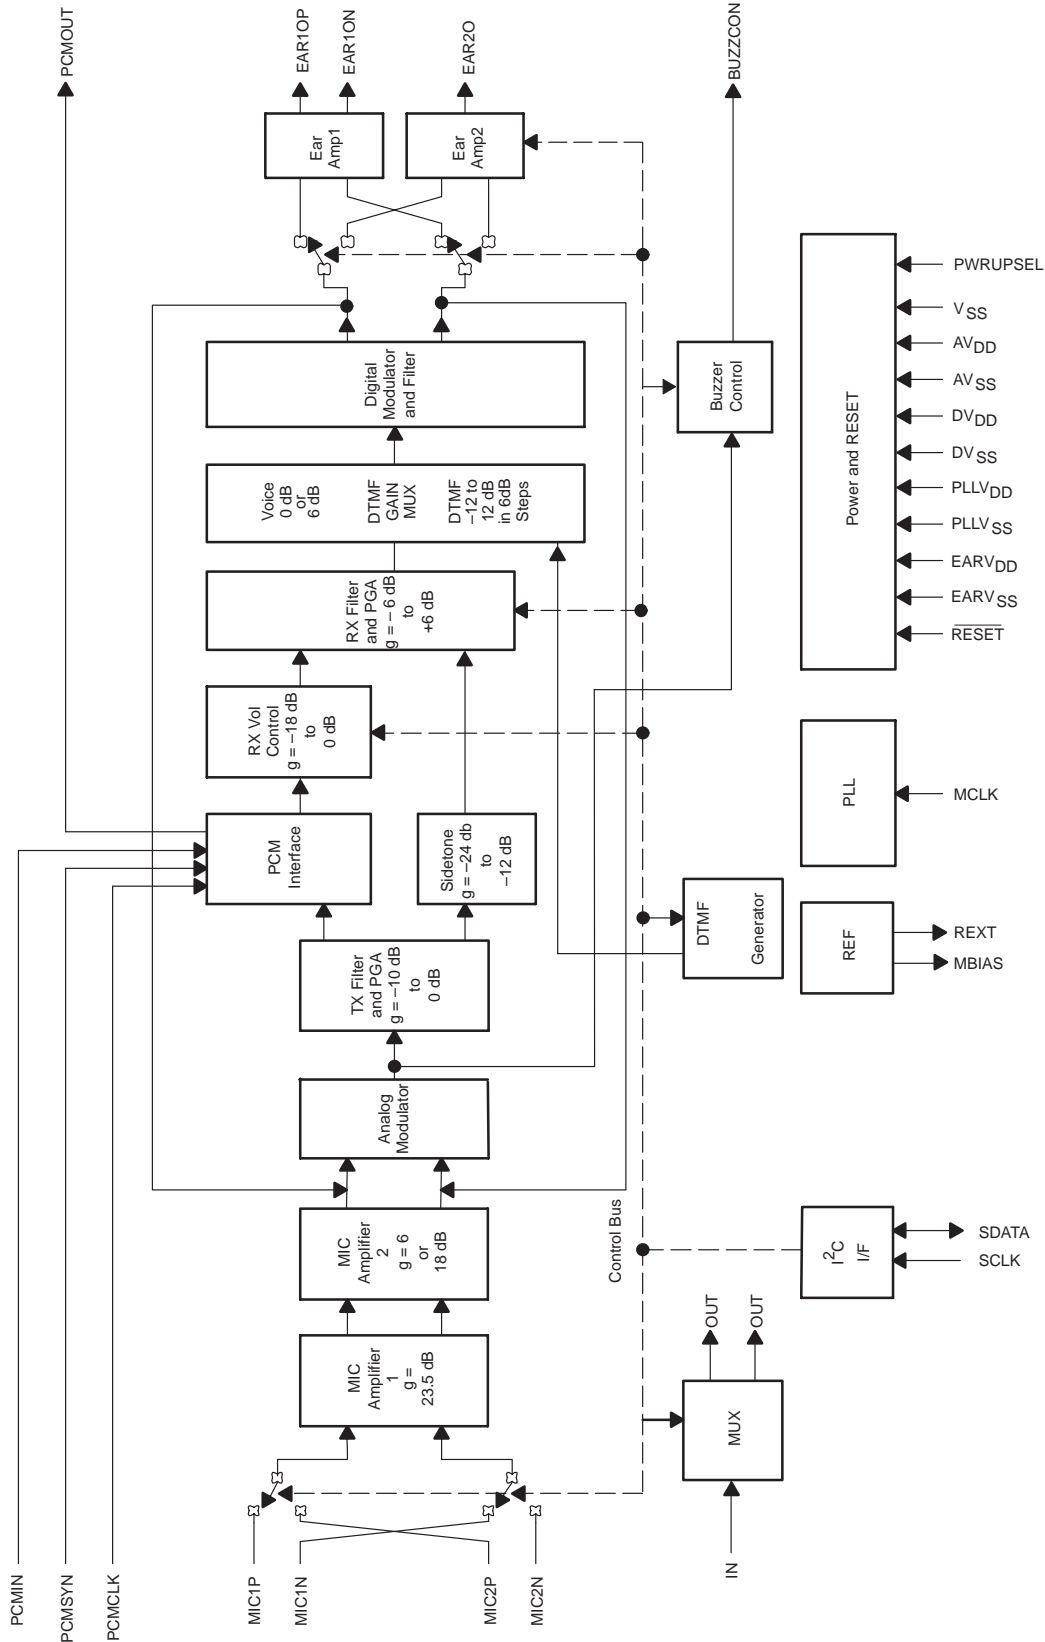 PCMOUT
EAR1OP
EAR1ON
EAR2O
BUZZCON
Ear
Amp1
Ear
Amp2
Digital
Modulator
and Filter
Buzzer
Control
Voice
0 dB
or
6 dB
DTMF
GAIN
MUX
DTMF
–12 to
12 dB
in 6dB
Steps
RX Filter
and PGA
g = – 6 dB
to
+6 dB
RX Vol
Control
g = –18 dB
to
0 dB
PCM
Interface
Sidetone
g = –24 db
to
–12 dB
TX Filter
and PGA
g = –10 dB
to
0 dB
Analog
Modulator
MIC
Amplifier
2
g = 6
or
18 dB
MIC
Amplifier
1
g =
23.5 dB
Control Bus
DTMF
Generator
Power and RESET
PWRUPSEL
VSS
AVDD
AVSS
DVDD
DVSS
PLLVDD
PLLVSS
EARVDD
EARVSS
RESET
PLL
MCLK
REF
REXT
MBIAS
I2C
I/F
SDATA
SCLK
OUT
OUT
MUX
IN
PCMIN
PCMSYN
PCMCLK
MIC1P
MIC1N
MIC2P
MIC2N